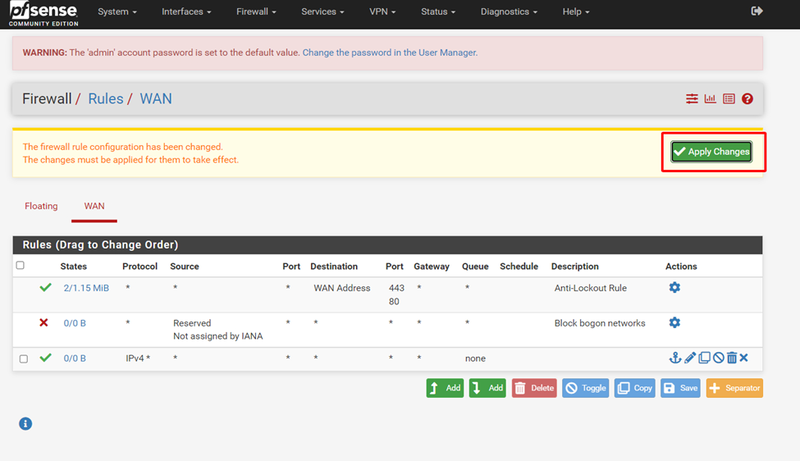 pfsense
COMMUNITY EDITION
System Interfaces Firewall Services VPN Status Diagnostics Help
WARNING: The 'admin' account password is set to the default value. Change the password in the User Manager.
Firewall / Rules / WAN
The firewall rule configuration has been changed.
The changes must be applied for them to take effect.
Apply Changes
Floating WAN
Rules (Drag to Change Order)
States Protocol Source Port Destination Port Gateway Queue Schedule Description Actions
2/1.15 MiB * * * WAN Address 443 * * Anti-Lockout Rule
80
0/0 B * Reserved * * * * * Block bogon networks
Not assigned by IANA
0/0 B IPv4 * * * * * * none
Add Add Delete Toggle Copy Save Separator